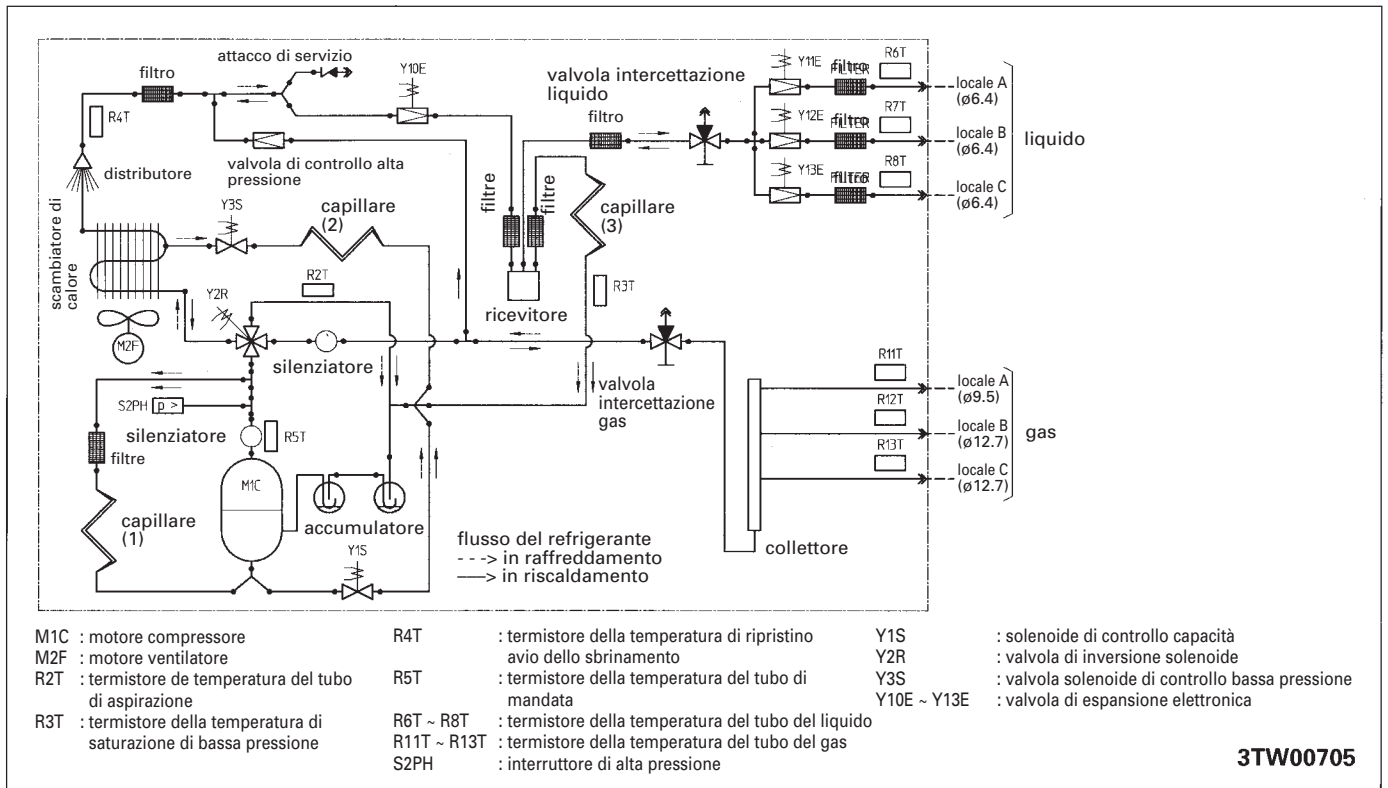 attacco di servizio
filtro
Y10E
valvola intercettazione
liquido
Y11E
filtro
FILTER
R6T
locale A
(ø6.4)
R4T
filtro
Y12E
filtro
FILTER
R7T
locale B
(ø6.4)
liquido
distributore
valvola di controllo alta
pressione
Y13E
filtro
FILTER
R8T
locale C
(ø6.4)
scambiatore di
calore
Y3S
capillare
(2)
filtre
filtre
capillare
(3)
R2T
R3T
Y2R
ricevitore
M2F
silenziatore
R11T
locale A
(ø9.5)
S2PH
p >
valvola
intercettazione
gas
R12T
locale B
(ø12.7)
gas
silenziatore
R5T
filtre
R13T
locale C
(ø12.7)
M1C
capillare
(1)
accumulatore
Y1S
flusso del refrigerante
- - -> in raffreddamento
—> in riscaldamento
collettore
M1C : motore compressore
M2F : motore ventilatore
R2T : termistore de temperatura del tubo
di aspirazione
R3T : termistore della temperatura di
saturazione di bassa pressione
R4T : termistore della temperatura di ripristino
avio dello sbrinamento
R5T : termistore della temperatura del tubo di
mandata
R6T ~ R8T : termistore della temperatura del tubo del liquido
R11T ~ R13T : termistore della temperatura del tubo del gas
S2PH : interruttore di alta pressione
Y1S : solenoide di controllo capacità
Y2R : valvola di inversione solenoide
Y3S : valvola solenoide di controllo bassa pressione
Y10E ~ Y13E : valvola di espansione elettronica
3TW00705